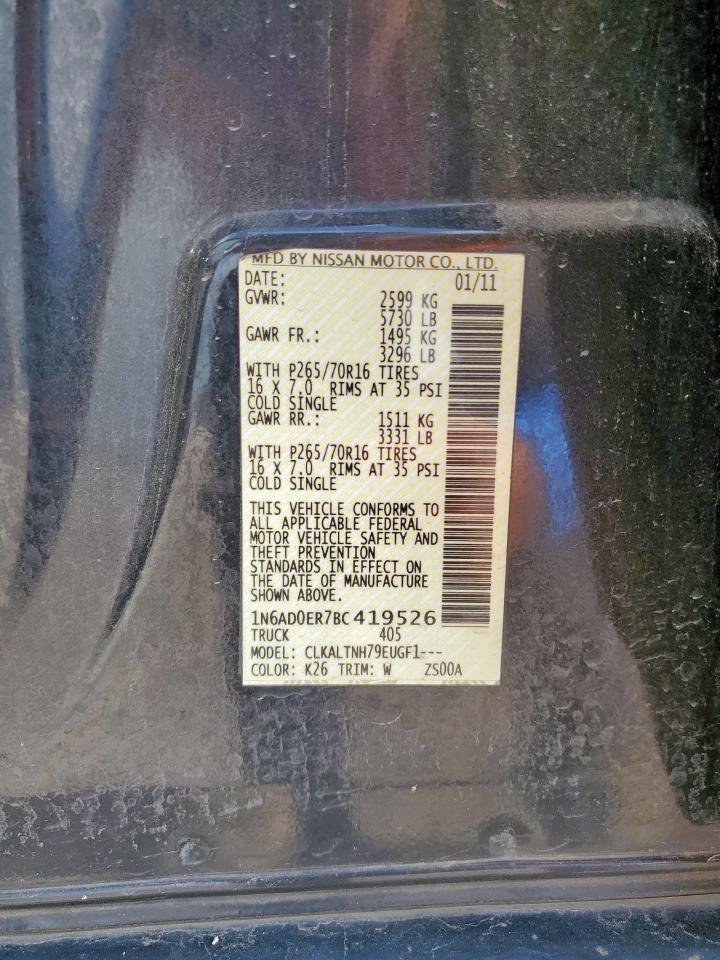 MFD BY NISSAN MOTOR CO., LTD.
DATE: 01/11
GVWR: 2599 KG
5730 LB
GAWR FR.: 1495 KG
3296 LB
WITH P265/70R16 TIRES
16 X 7.0 RIMS AT 35 PSI
COLD SINGLE
GAWR RR.: 1511 KG
3331 LB
WITH P265/70R16 TIRES
16 X 7.0 RIMS AT 35 PSI
COLD SINGLE
THIS VEHICLE CONFORMS TO
ALL APPLICABLE FEDERAL
MOTOR VEHICLE SAFETY AND
THEFT PREVENTION
STANDARDS IN EFFECT ON
THE DATE OF MANUFACTURE
SHOWN ABOVE.
1N6AD0ER7BC419526
TRUCK 405
MODEL: CLKALTNH79EUGF1---
COLOR: K26 TRIM: W ZS00A